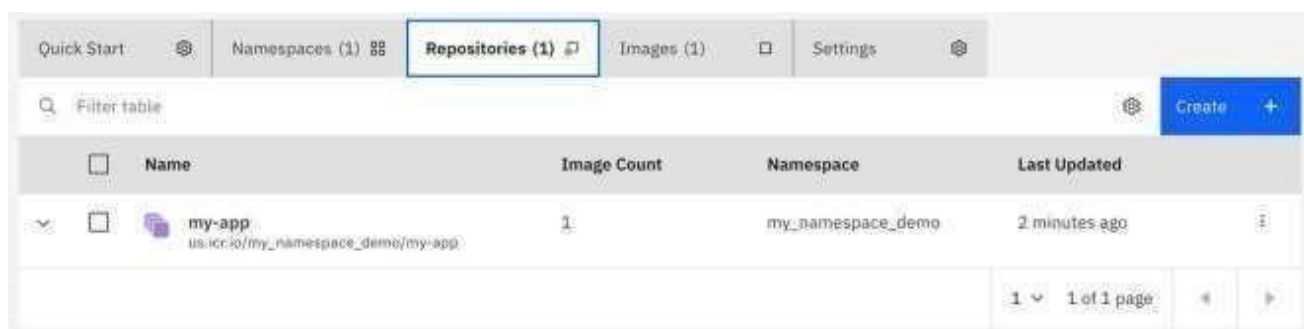 Quick Start Namespaces (1) Repositories (1) Images (1) Settings
Filter table Create +
Name Image Count Namespace Last Updated
my-app 1 my_namespace_demo 2 minutes ago
us.icr.io/my_namespace_demo/my-app
1 1 of 1 page